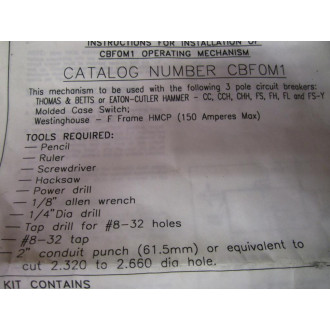 INSTRUCTIONS FOR INSTALLATION OF
CBFOM1 OPERATING MECHANISM
CATALOG NUMBER CBFOM1
This mechanism to be used with the following 3 pole circuit breakers:
THOMAS & BETTS or EATON-CUTLER HAMMER - CC, CCH, CHH, FS, FH, FL and FS-Y
Molded Case Switch;
Westinghouse - F Frame HMCP (150 Amperes Max)
TOOLS REQUIRED:
— Pencil
— Ruler
— Screwdriver
— Hacksaw
— Power drill
— 1/8" allen wrench
— 1/4"Dia drill
— Tap drill for #8-32 holes
— #8-32 tap
— 2" conduit punch (61.5mm) or equivalent to
cut 2.320 to 2.660 dia hole.
KIT CONTAINS